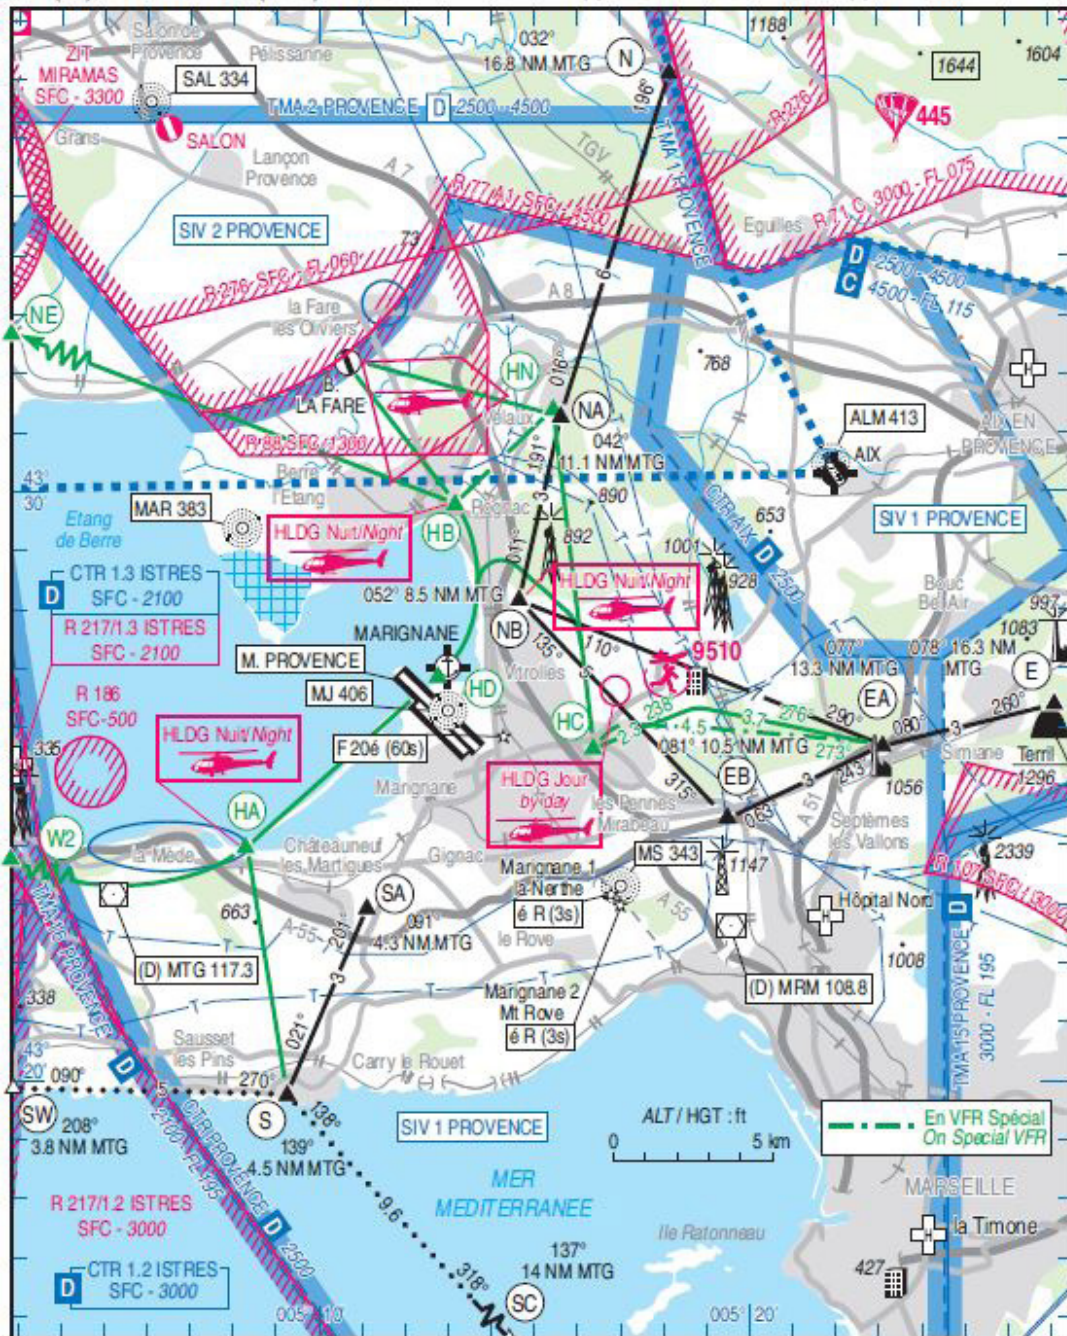 Salon de
Provence
Pélissanne
032°
16.8 NM MTG
N
1188
1644
1604
ZIT
MIRAMAS
SFC - 3300
SAL 334
196°
TMA 2 PROVENCE D 2500 - 4500
R-276
445
Grans
SALON
Lançon
Provence
A 7
TGV
TMA 1 PROVENCE
R-77 A1 SFC - 4500
R 71 C 3000 - FL 075
SIV 2 PROVENCE
73
Eguilles
D 2500 - 4500
C 4500 - FL 115
R-276 SFC - FL 060
6
A 8
NE
la Fare
les Oliviers
016°
768
HN
B.
LA FARE
Velaux
NA
ALM 413
AIX EN
PROVENCE
R-88 SFC - 1300
191°
042°
11.1 NM MTG
AIX
43°
30'
Berre
l'Etang
3
890
MAR 383
Rognac
HB
892
CTR AIX D 2500
653
SIV 1 PROVENCE
Etang
de Berre
HLDG Nuit/Night
1001
928
011°
CTR 1.3 ISTRES
D SFC - 2100
052° 8.5 NM MTG
HLDG Nuit/Night
Bouc
Bel Air
997
1083
R 217/1.3 ISTRES
SFC - 2100
MARIGNANE
NB
135°
110°
9510
077°
13.3 NM MTG
078° 16.3 NM
MTG
E
M. PROVENCE
Vitrolles
5
R 186
SFC-500
MJ 406
HD
EA
HC
2.3
238°
4.5
3.7
276°
290°
080°
3
260°
335
HLDG Nuit/Night
F 20é (60s)
081° 10.5 NM MTG
273°
Simiane
Terril
1296
Marignane
HLDG Jour
by day
315°
EB
3
243°
1056
HA
les Pennes
Mirabeau
063°
A 51
Septèmes
les Vallons
W2
la Mède
Châteauneuf
les Martigues
Gignac
Marignane 1
la Nerthe
é R (3s)
MS 343
1147
2339
R 107 SFC / 3000
SA
663
A-55
201°
091°
4.3 NM MTG
le Rove
A 55
Hôpital Nord
D
TMA 1 PROVENCE
(D) MTG 117.3
3
1008
338
Marignane 2
Mt Rove
é R (3s)
(D) MRM 108.8
TMA 15 PROVENCE
3000 - FL 195
43°
20'
Sausset
les Pins
021°
Carry le Rouet
090°
D
5
270°
SW
208°
3.8 NM MTG
S
138°
139°
4.5 NM MTG
SIV 1 PROVENCE
ALT / HGT : ft
0 5 km
En VFR Spécial
On Special VFR
CTR PROVENCE D 2500
2100 - FL 195
MER
MEDITERRANEE
9.6
MARSEILLE
R 217/1.2 ISTRES
SFC - 3000
Ile Ratonneau
la Timone
CTR 1.2 ISTRES
D SFC - 3000
137°
14 NM MTG
427
318°
SC
005° 10'
005° 20'